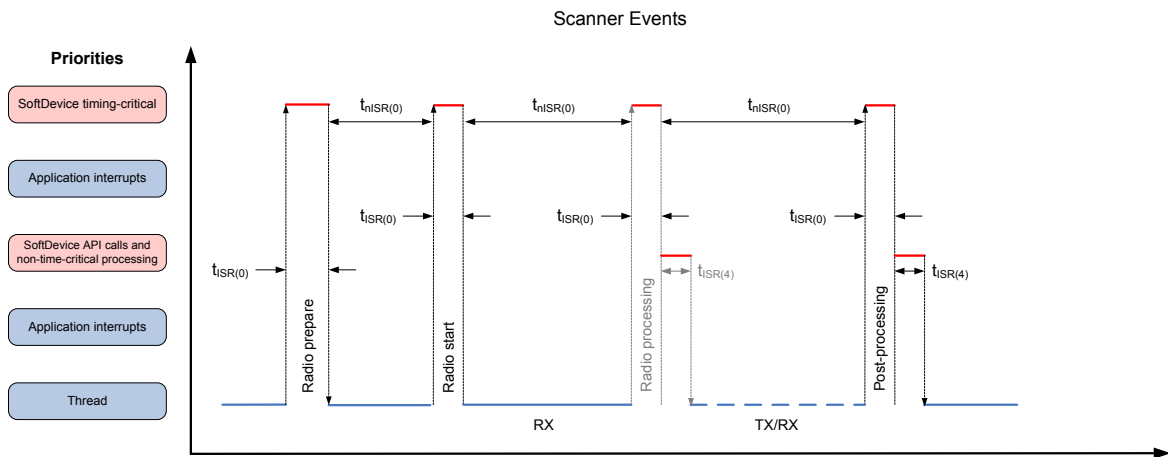 Scanner Events
Priorities
SoftDevice timing-critical
Application interrupts
SoftDevice API calls and
non-time-critical processing
Application interrupts
Thread
tnISR(0)
tnISR(0)
tnISR(0)
tISR(0)
tISR(0)
tISR(0)
tISR(0)
tISR(4)
tISR(4)
Radio prepare
Radio start
Radio processing
Post-processing
RX
TX/RX